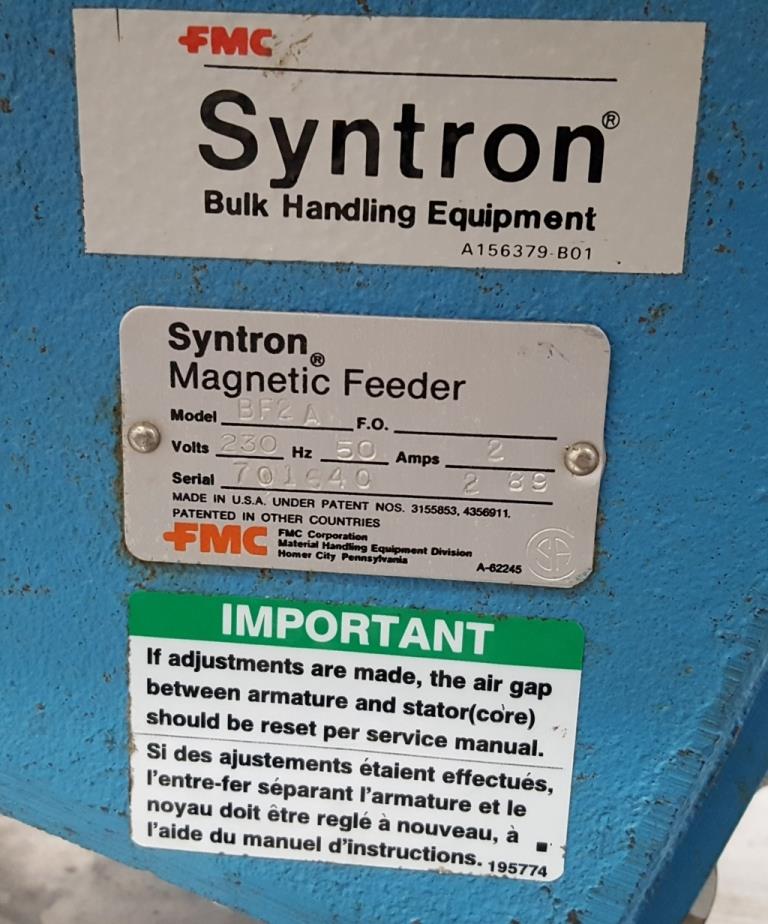 FMC
Syntron®
Bulk Handling Equipment
A156379-B01
Syntron®
Magnetic Feeder
Model BF2 A F.O.
Volts 230 Hz 50 Amps 2
Serial 701640 2 89
MADE IN U.S.A. UNDER PATENT NOS. 3155853, 4356911.
PATENTED IN OTHER COUNTRIES
FMC
FMC Corporation
Material Handling Equipment Division
Homer City Pennsylvania
A-62245
SA
IMPORTANT
If adjustments are made, the air gap
between armature and stator(core)
should be reset per service manual.
Si des ajustements étaient effectués,
l'entre-fer séparant l'armature et le
noyau doit être reglé à nouveau, à
l'aide du manuel d'instructions. 195774